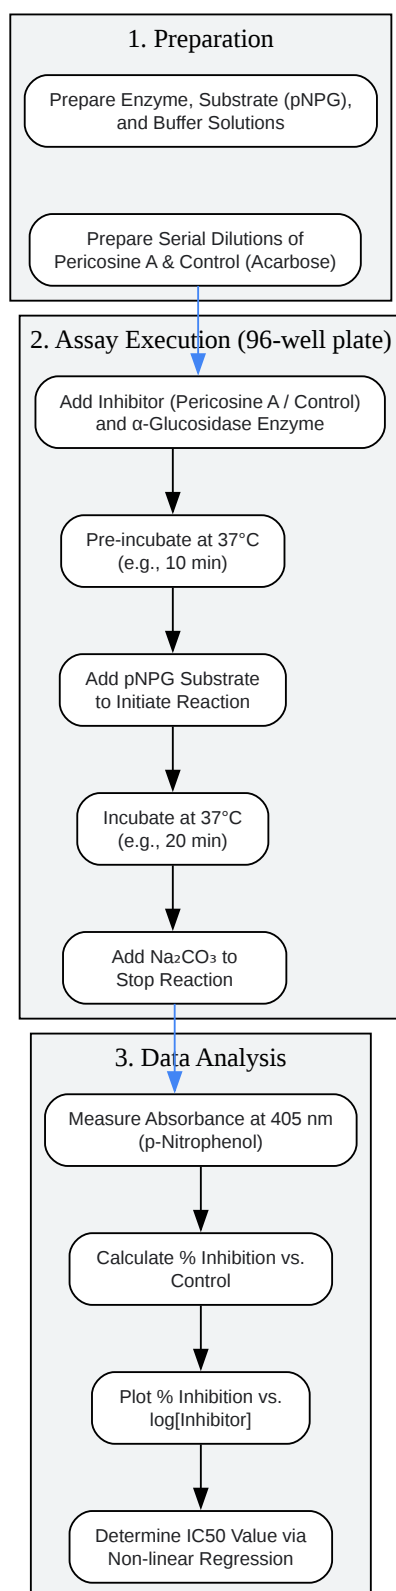 1. Preparation
Prepare Enzyme, Substrate (pNPG),
and Buffer Solutions
Prepare Serial Dilutions of
Pericosine A & Control (Acarbose)
2. Assay Execution (96-well plate)
Add Inhibitor (Pericosine A / Control)
and α-Glucosidase Enzyme
Pre-incubate at 37°C
(e.g., 10 min)
Add pNPG Substrate
to Initiate Reaction
Incubate at 37°C
(e.g., 20 min)
Add Na₂CO₃ to
Stop Reaction
3. Data Analysis
Measure Absorbance at 405 nm
(p-Nitrophenol)
Calculate % Inhibition vs.
Control
Plot % Inhibition vs.
log[Inhibitor]
Determine IC50 Value via
Non-linear Regression